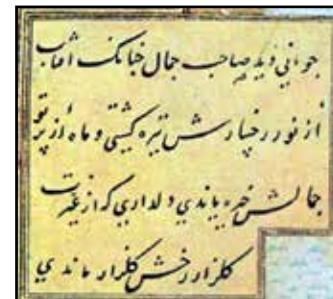 جوانی دید صاحب جمال چنانک آفتاب
از نور رخسارش تیره گشتی و ماه از پرتو
جمالش خیره بماندی دلداری که از غیرت
گلزار رخش گلزار ماندی